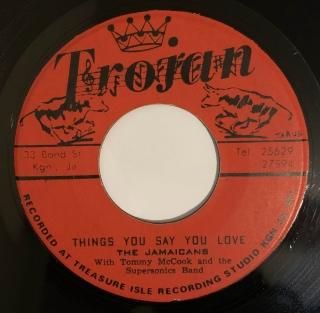 Trojan
33 Bond St
Kgn, Ja
Tel 25629
27594
THINGS YOU SAY YOU LOVE
THE JAMAICANS
With Tommy McCook and the
Supersonics Band
RECORDED AT TREASURE ISLE RECORDING STUDIO KGN